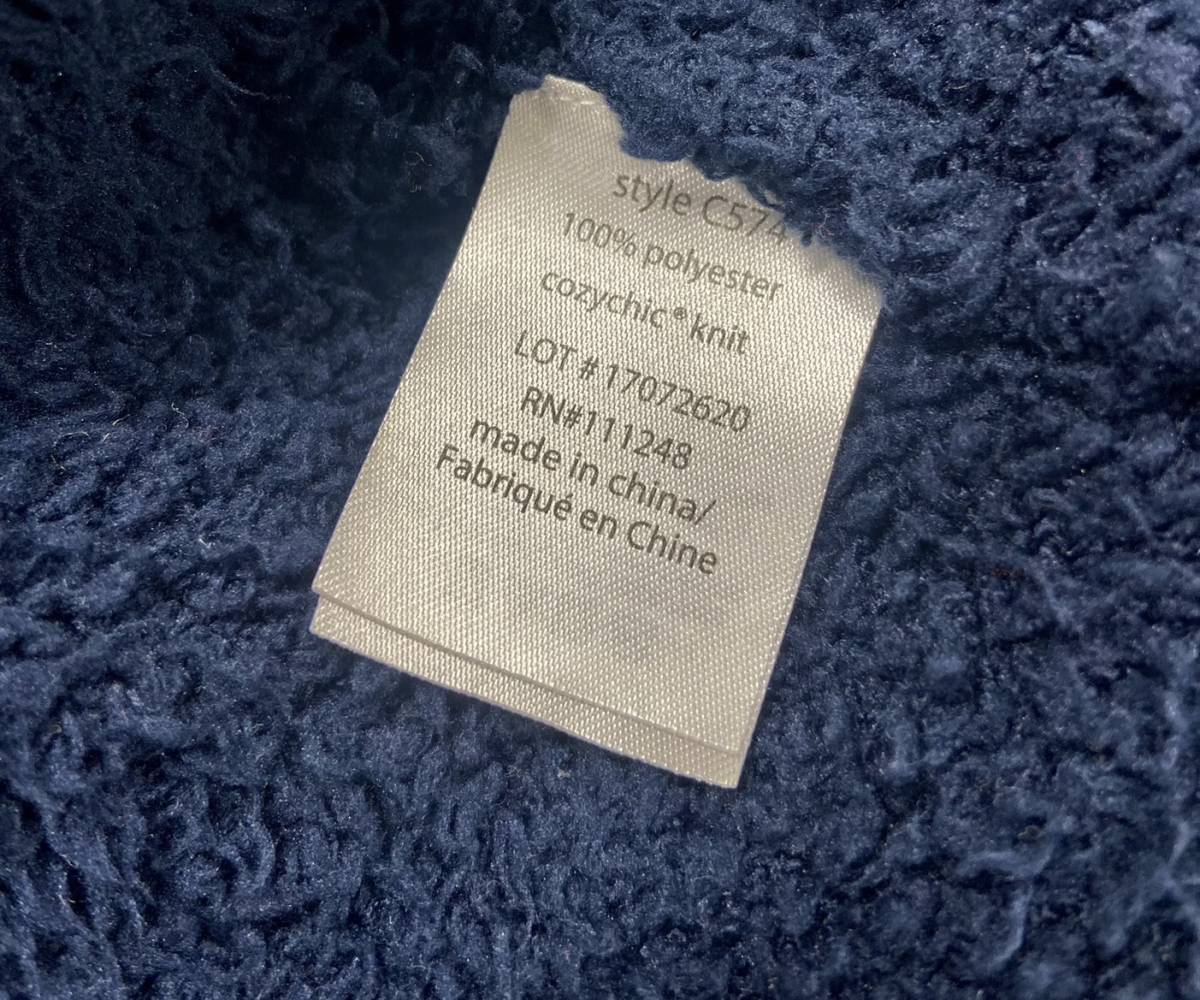 style C574
100% polyester
cozychic® knit
LOT #17072620
RN#111248
made in china/
Fabriqué en Chine